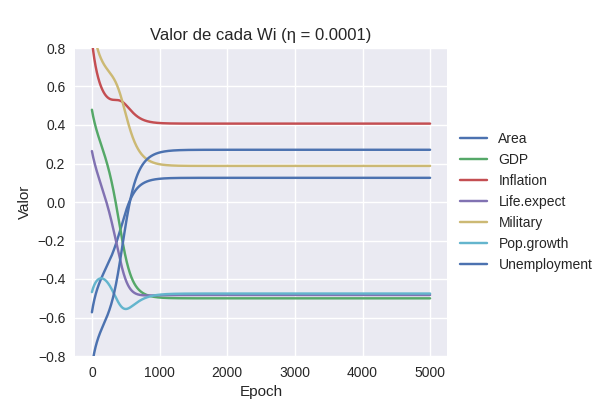 Valor de cada Wi (η = 0.0001)
0.8
0.6
0.4
0.2
0.0
−0.2
−0.4
−0.6
−0.8
Valor
0 1000 2000 3000 4000 5000
Epoch
Area
GDP
Inflation
Life.expect
Military
Pop.growth
Unemployment